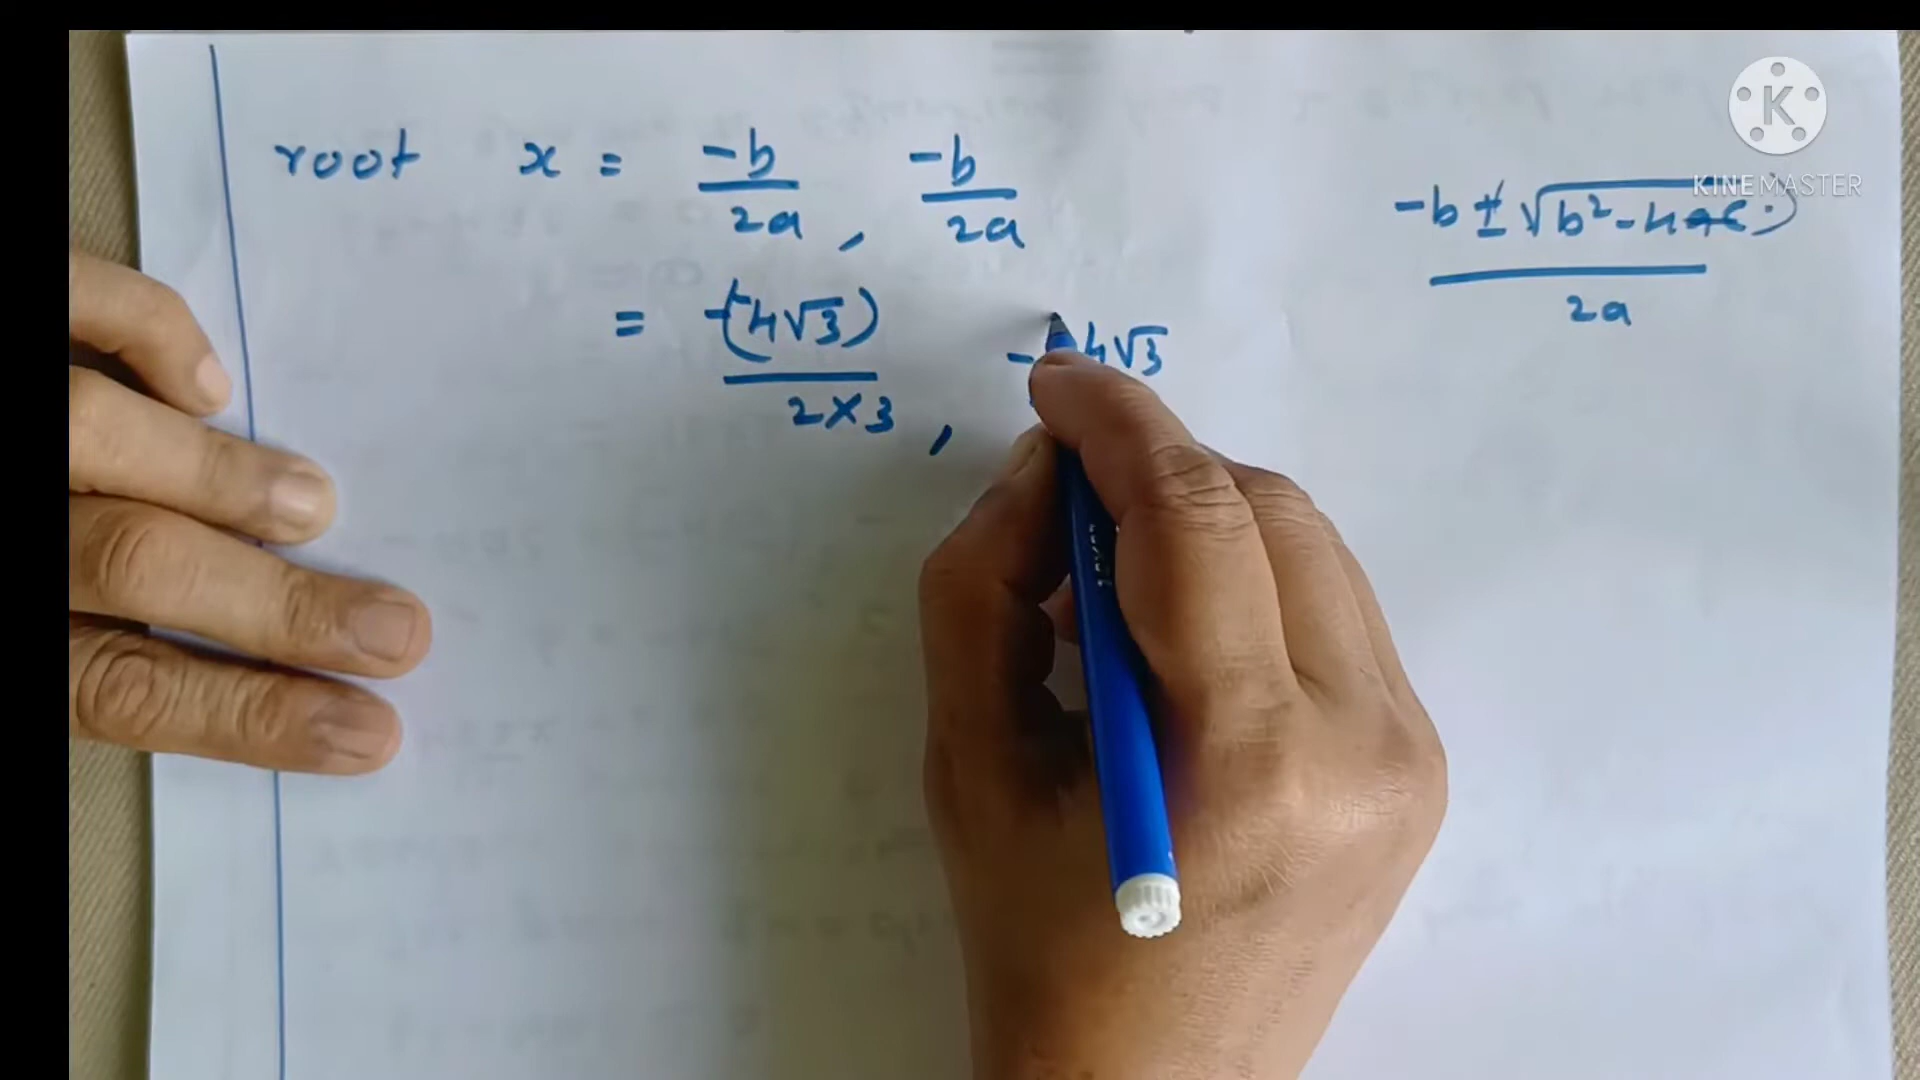 root x = -b/2a , -b/2a
-b ± √(b² - 4ac)
2a
= -(-4√3)/2×3 , - 4√3
K
KINEMASTER